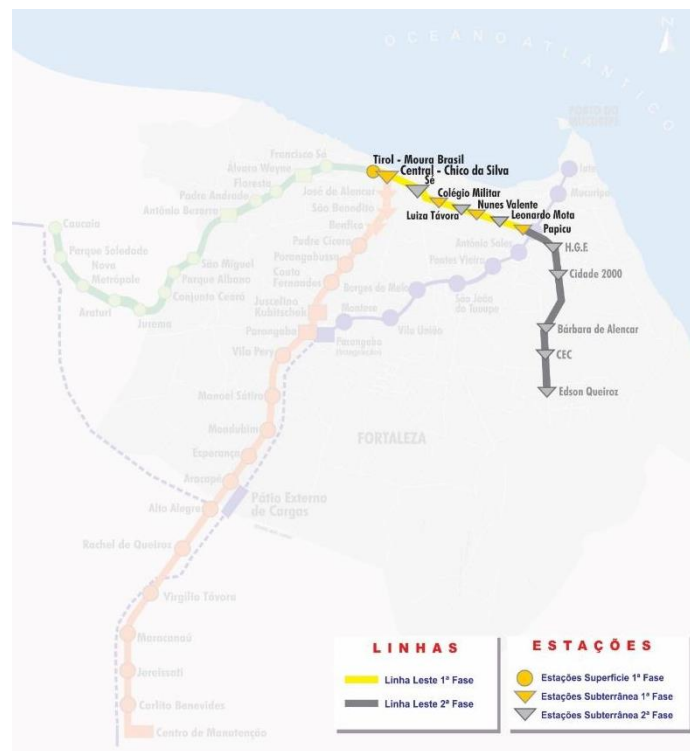 OCEANO ATLÂNTICO
N
Francisco Sá
Álvaro Weyne
Floresta
Padre Andrade
Antônio Bezerra
São Miguel
Parque Albano
Conjunto Ceará
Jurema
Araturi
Nova
Metrópole
Parque Soledade
Caucaia
Tirol - Moura Brasil
Central - Chico da Silva
Sé
Colégio Militar
Luiza Távora
Nunes Valente
Leonardo Mota
Papicu
H.G.F.
Cidade 2000
Bárbara de Alencar
CEC
Edson Queiroz
José de Alencar
São Benedito
Benfica
Padre Cícero
Porangabussu
Couto
Fernandes
Juscelino
Kubitschek
Parangaba
Vila Pery
Manoel Sátiro
Mondubim
Esperança
Aracapé
Alto Alegre
Rachel de Queiroz
Virgílio Távora
Maracanaú
Jereissati
Carlito Benevides
Centro de Manutenção
Iate
Mucuripe
Antônio Sales
Pontes Vieira
São João
do Tauape
Borges de Melo
Vila União
Montese
Parangaba
FORTALEZA
Pátio Externo
de Cargas
LINHAS
Linha Leste 1ª Fase
Linha Leste 2ª Fase
ESTAÇÕES
Estações Superfície 1ª Fase
Estações Subterrânea 1ª Fase
Estações Subterrânea 2ª Fase